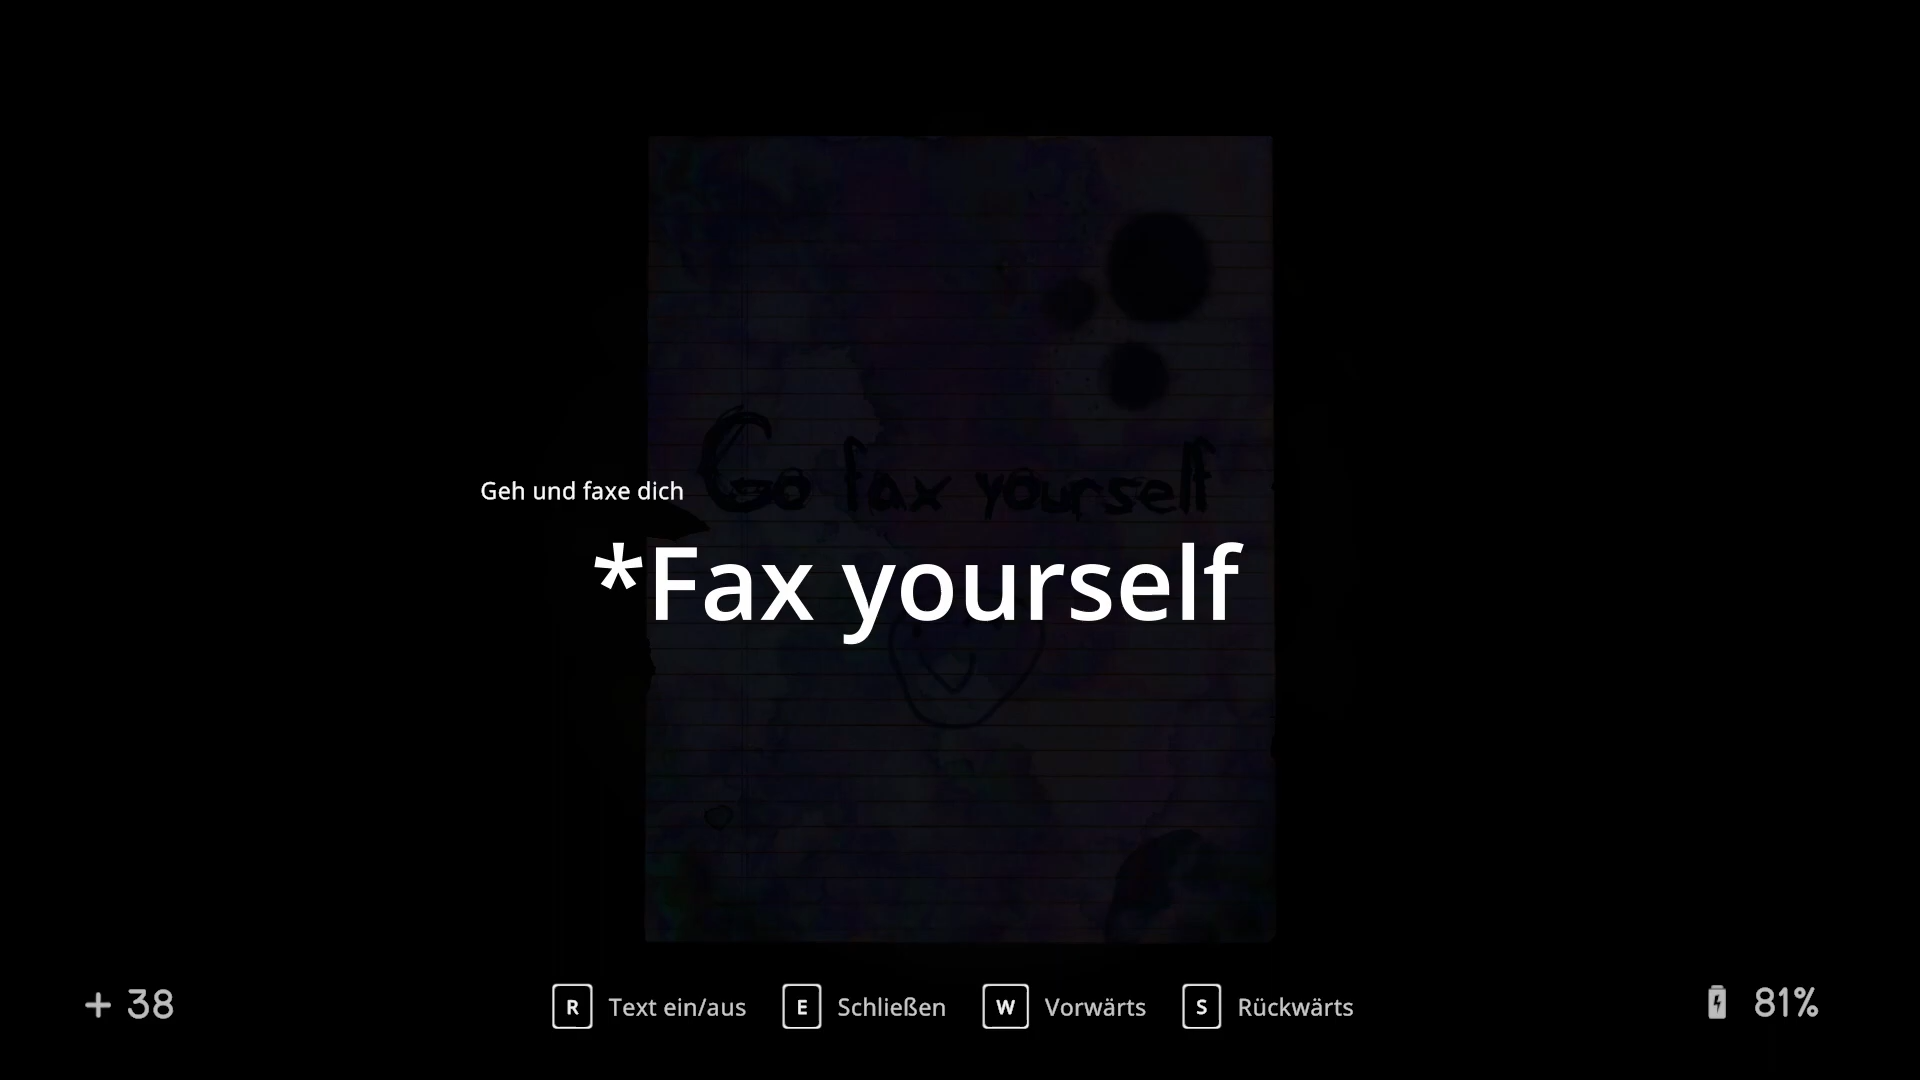 Go fax yourself
Geh und faxe dich
*Fax yourself
+ 38
R Text ein/aus E Schließen W Vorwärts S Rückwärts
81%